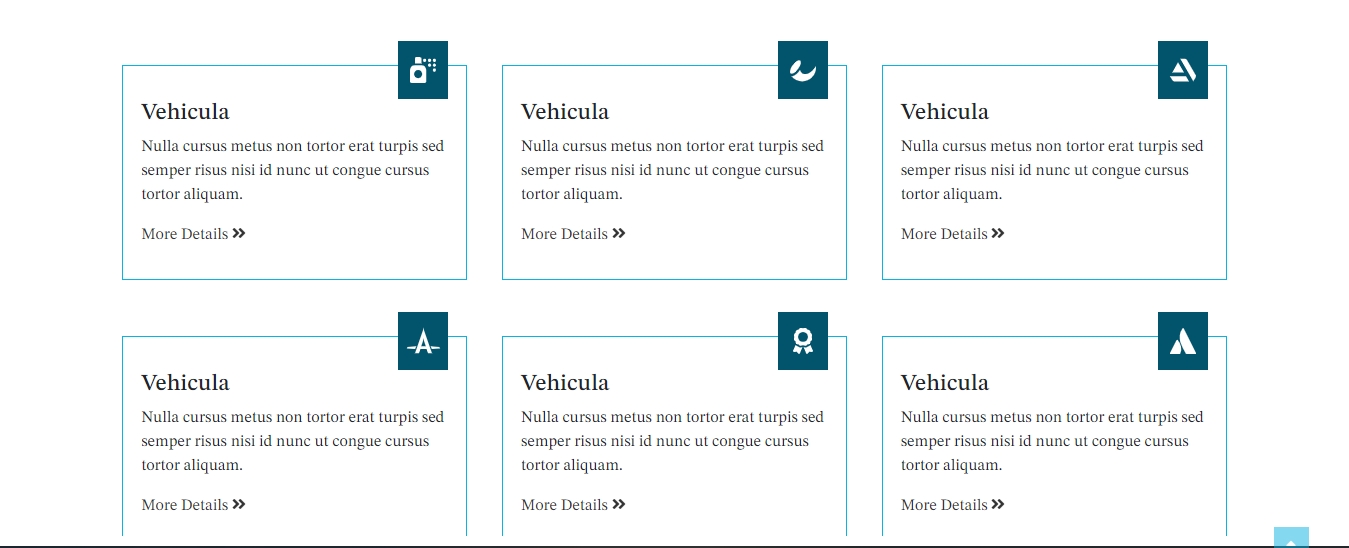 Vehicula
Nulla cursus metus non tortor erat turpis sed
semper risus nisi id nunc ut congue cursus
tortor aliquam.
More Details
Vehicula
Nulla cursus metus non tortor erat turpis sed
semper risus nisi id nunc ut congue cursus
tortor aliquam.
More Details
Vehicula
Nulla cursus metus non tortor erat turpis sed
semper risus nisi id nunc ut congue cursus
tortor aliquam.
More Details
Vehicula
Nulla cursus metus non tortor erat turpis sed
semper risus nisi id nunc ut congue cursus
tortor aliquam.
More Details
Vehicula
Nulla cursus metus non tortor erat turpis sed
semper risus nisi id nunc ut congue cursus
tortor aliquam.
More Details
Vehicula
Nulla cursus metus non tortor erat turpis sed
semper risus nisi id nunc ut congue cursus
tortor aliquam.
More Details